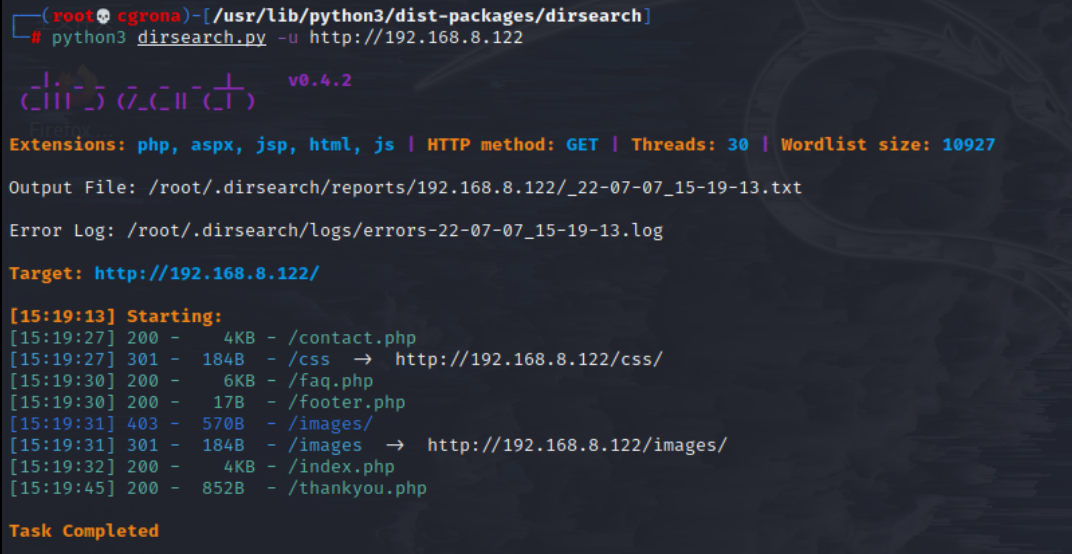 (root💀cgrona)-[/usr/lib/python3/dist-packages/dirsearch]
# python3 dirsearch.py -u http://192.168.8.122
dirsearch v0.4.2
Firefox...
Extensions: php, aspx, jsp, html, js | HTTP method: GET | Threads: 30 | Wordlist size: 10927
Output File: /root/.dirsearch/reports/192.168.8.122/_22-07-07_15-19-13.txt
Error Log: /root/.dirsearch/logs/errors-22-07-07_15-19-13.log
Target: http://192.168.8.122/
[15:19:13] Starting:
[15:19:27] 200 - 4KB - /contact.php
[15:19:27] 301 - 184B - /css → http://192.168.8.122/css/
[15:19:30] 200 - 6KB - /faq.php
[15:19:30] 200 - 17B - /footer.php
[15:19:31] 403 - 570B - /images/
[15:19:31] 301 - 184B - /images → http://192.168.8.122/images/
[15:19:32] 200 - 4KB - /index.php
[15:19:45] 200 - 852B - /thankyou.php
Task Completed